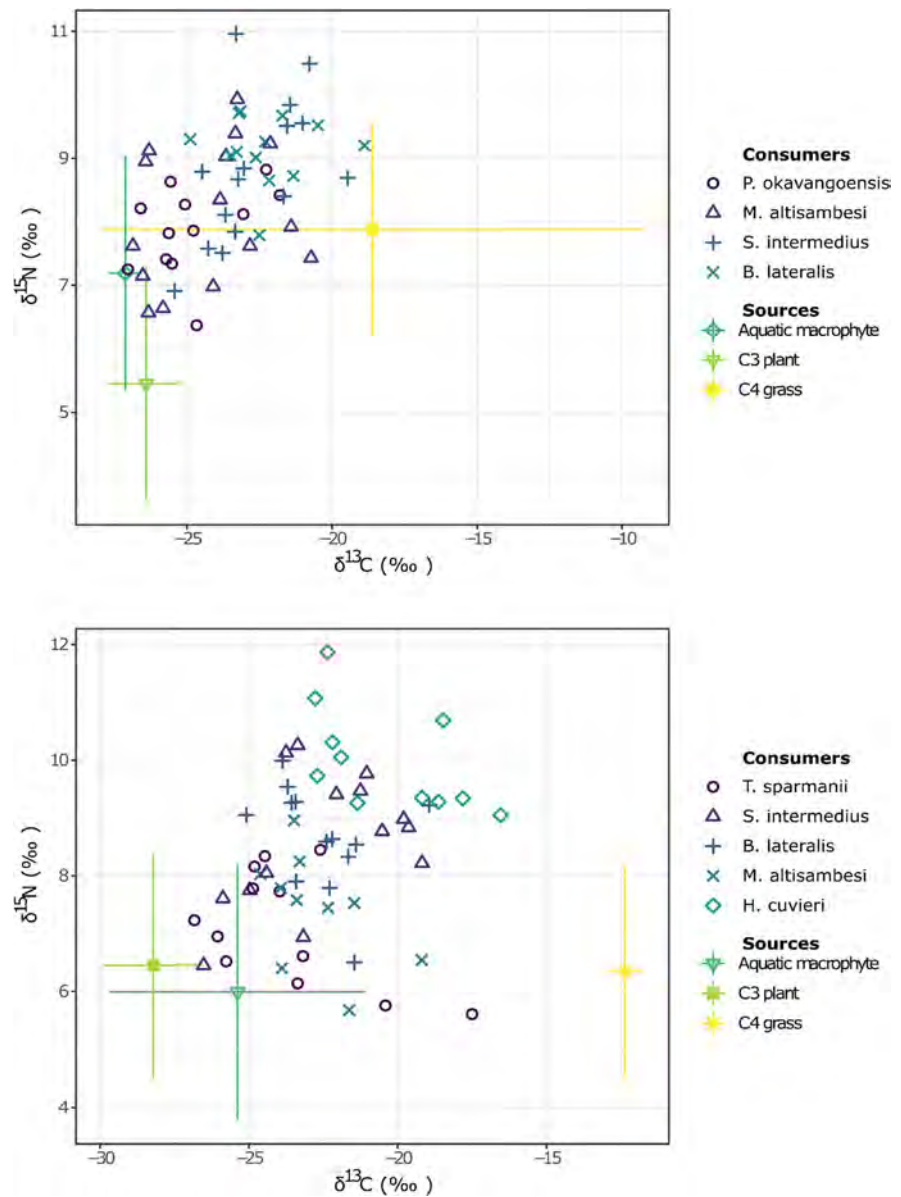 11
9
7
5
δ15N (‰ )
−25
−20
−15
−10
δ13C (‰ )
Consumers
P. okavangoensis
M. altisambesi
S. intermedius
B. lateralis
Sources
Aquatic macrophyte
C3 plant
C4 grass
12
10
8
6
4
δ15N (‰ )
−30
−25
−20
−15
δ13C (‰ )
Consumers
T. sparmanii
S. intermedius
B. lateralis
M. altisambesi
H. cuvieri
Sources
Aquatic macrophyte
C3 plant
C4 grass